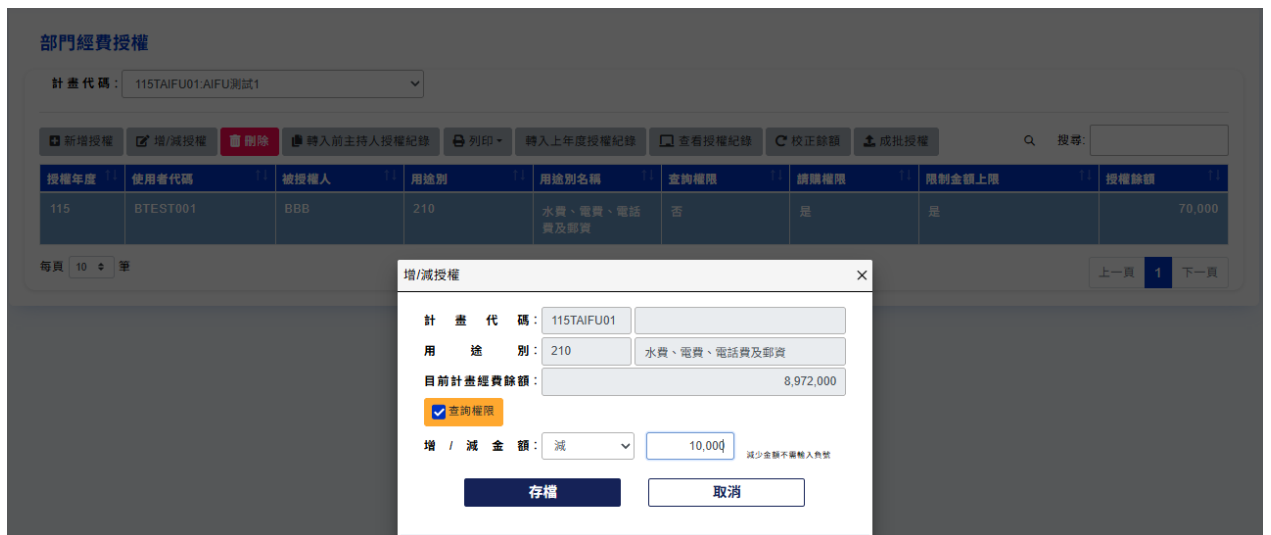 部門經費授權
計畫代碼： 115TAIFU01:AIFU測試1
新增授權 增/減授權 刪除 轉入前主持人授權紀錄 列印 轉入上年度授權紀錄 查看授權紀錄 校正餘額 成批授權 搜尋:
授權年度 使用者代碼 被授權人 用途別 用途別名稱 查詢權限 請購權限 限制金額上限 授權餘額
115 BTEST001 BBB 210 水費、電費、電話 否 是 是 70,000
費及郵資
每頁 10 筆
上一頁 1 下一頁
增/減授權 ×
計畫代碼： 115TAIFU01
用途別： 210 水費、電費、電話費及郵資
目前計畫經費餘額： 8,972,000
查詢權限
增/減金額： 減 10,000 減少金額不需輸入負號
存檔 取消